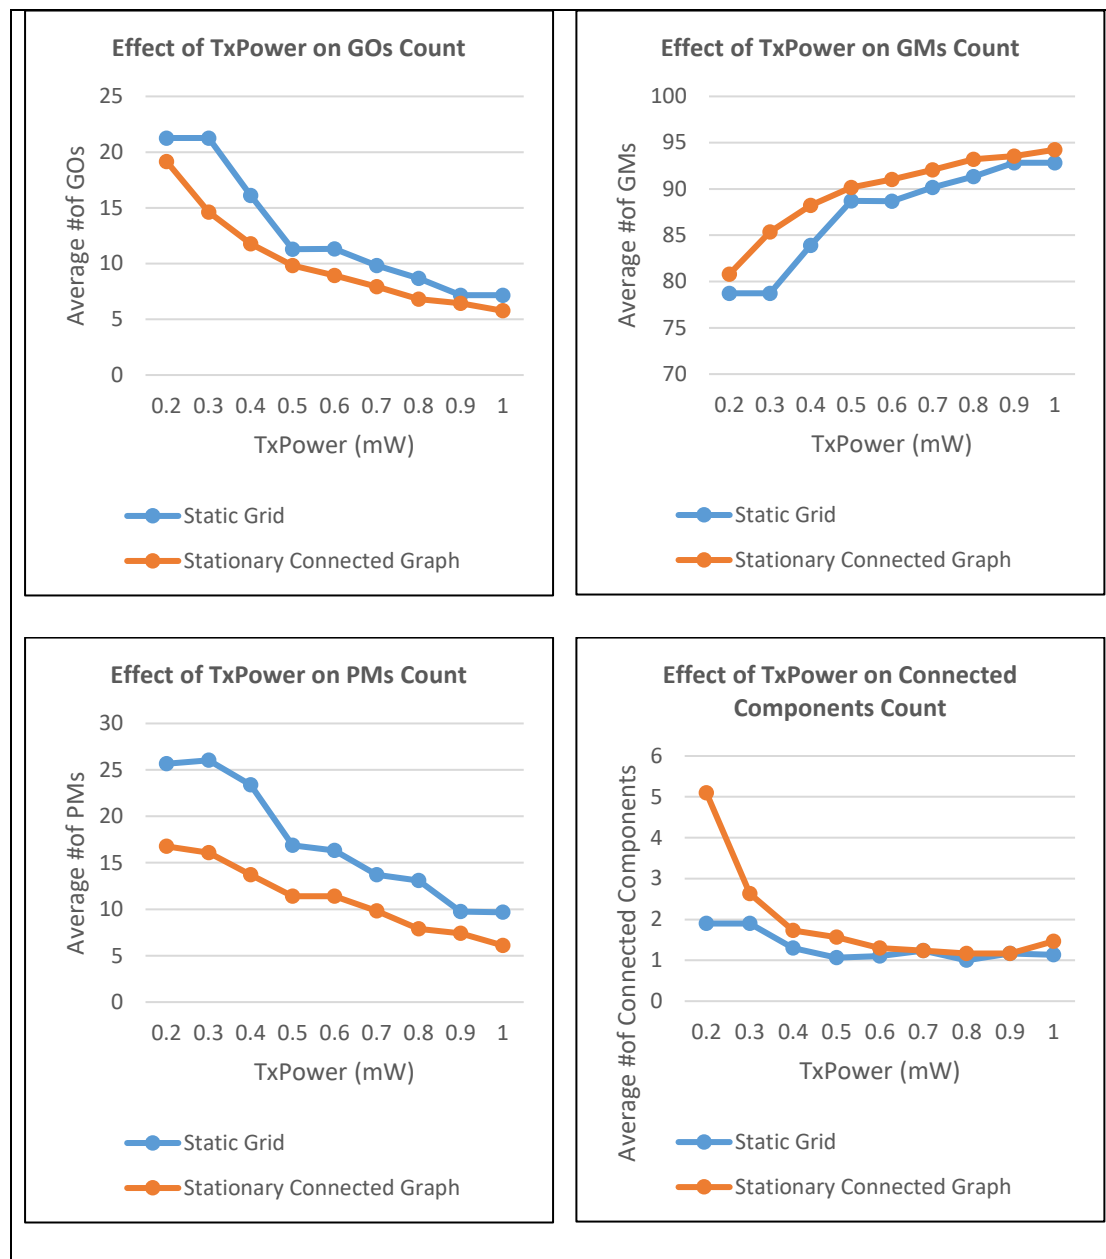 Effect of TxPower on GOs Count
Average #of GOs
25
20
15
10
5
0
0.2 0.3 0.4 0.5 0.6 0.7 0.8 0.9 1
TxPower (mW)
Static Grid
Stationary Connected Graph
Effect of TxPower on GMs Count
Average #of GMs
100
95
90
85
80
75
70
0.2 0.3 0.4 0.5 0.6 0.7 0.8 0.9 1
TxPower (mW)
Static Grid
Stationary Connected Graph
Effect of TxPower on PMs Count
Average #of PMs
30
25
20
15
10
5
0
0.2 0.3 0.4 0.5 0.6 0.7 0.8 0.9 1
TxPower (mW)
Static Grid
Stationary Connected Graph
Effect of TxPower on Connected
Components Count
Average #of Connected Components
6
5
4
3
2
1
0
0.2 0.3 0.4 0.5 0.6 0.7 0.8 0.9 1
TxPower (mW)
Static Grid
Stationary Connected Graph